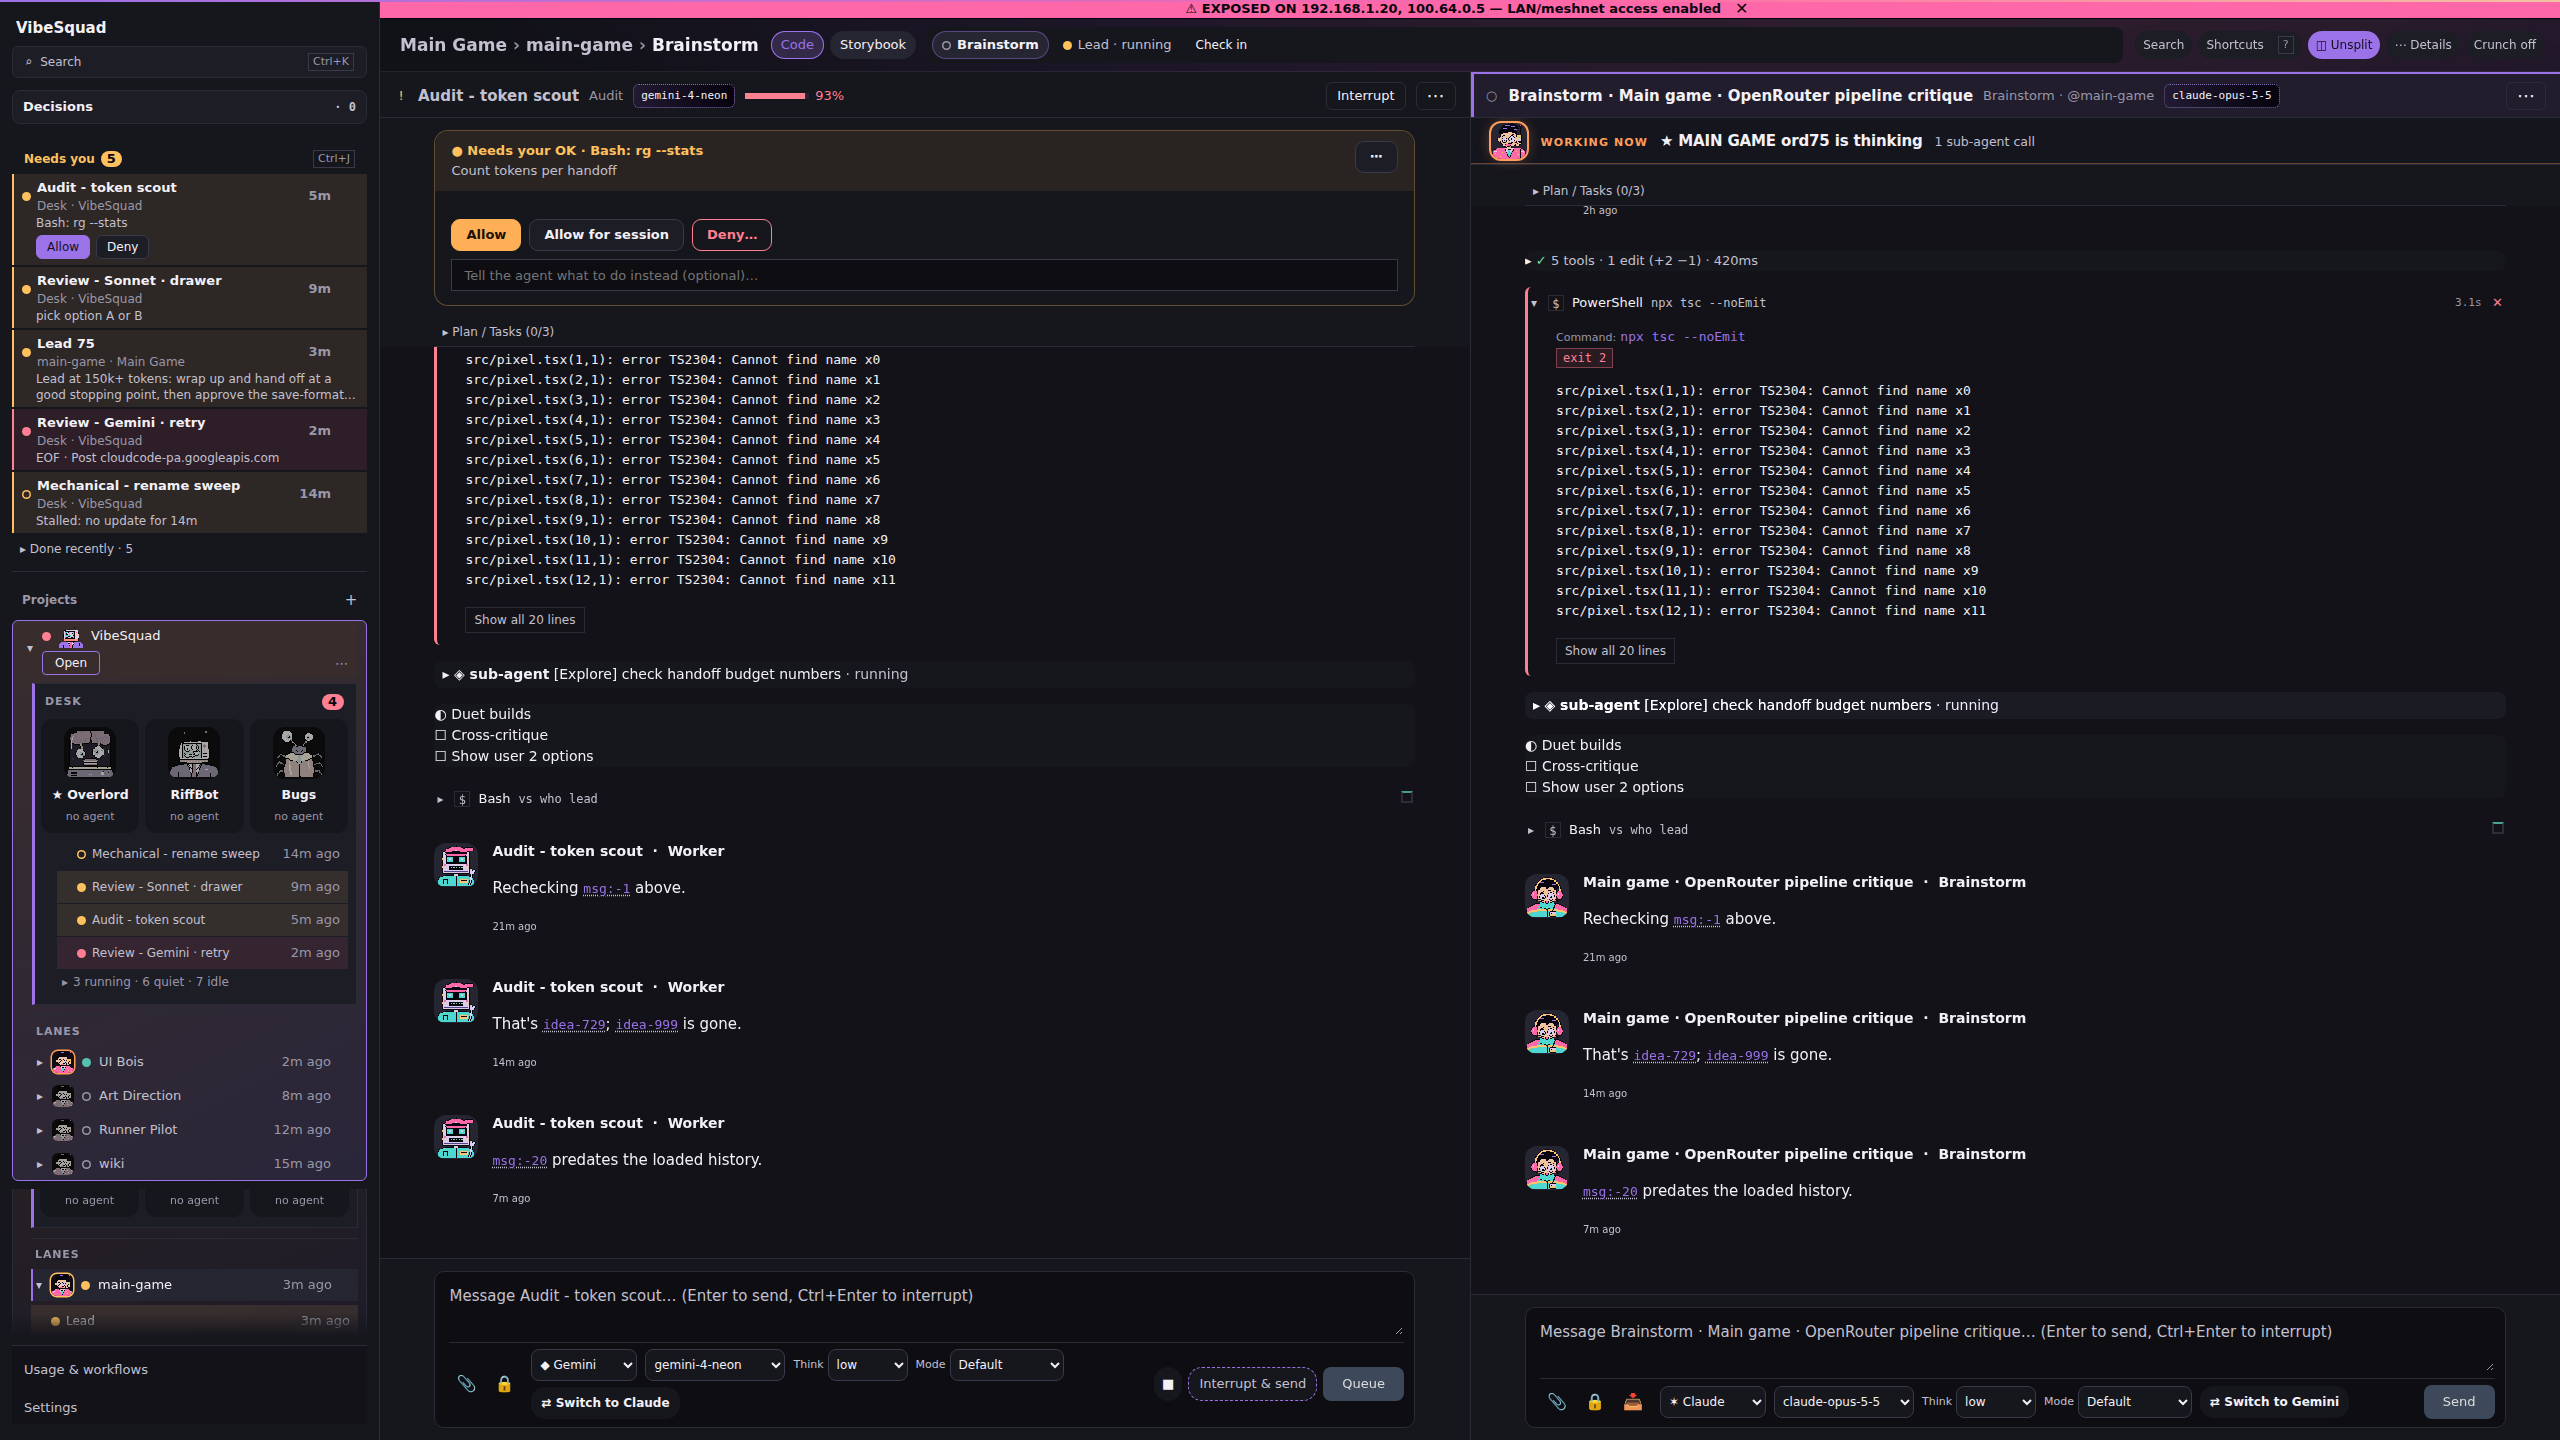 VibeSquad
⌕ Search Ctrl+K
Decisions · 0
Needs you 5 Ctrl+J
Audit - token scout 5m
Desk · VibeSquad
Bash: rg --stats
Allow Deny
Review - Sonnet · drawer 9m
Desk · VibeSquad
pick option A or B
Lead 75 3m
main-game · Main Game
Lead at 150k+ tokens: wrap up and hand off at a
good stopping point, then approve the save-format…
Review - Gemini · retry 2m
Desk · VibeSquad
EOF · Post cloudcode-pa.googleapis.com
Mechanical - rename sweep 14m
Desk · VibeSquad
Stalled: no update for 14m
▸ Done recently · 5
Projects +
▾ VibeSquad
Open ···
DESK 4
★ Overlord RiffBot Bugs
no agent no agent no agent
Mechanical - rename sweep 14m ago
Review - Sonnet · drawer 9m ago
Audit - token scout 5m ago
Review - Gemini · retry 2m ago
▸ 3 running · 6 quiet · 7 idle
LANES
▸ UI Bois 2m ago
▸ Art Direction 8m ago
▸ Runner Pilot 12m ago
▸ wiki 15m ago
no agent no agent no agent
LANES
▾ main-game 3m ago
Lead 3m ago
Usage & workflows
Settings
⚠ EXPOSED ON 192.168.1.20, 100.64.0.5 — LAN/meshnet access enabled ✕
Main Game › main-game › Brainstorm Code Storybook Brainstorm Lead · running Check in Search Shortcuts ? ◫ Unsplit ··· Details Crunch off
! Audit - token scout Audit gemini-4-neon 93% Interrupt ···
Needs your OK · Bash: rg --stats ···
Count tokens per handoff
Allow Allow for session Deny…
Tell the agent what to do instead (optional)…
▸ Plan / Tasks (0/3)
src/pixel.tsx(1,1): error TS2304: Cannot find name x0
src/pixel.tsx(2,1): error TS2304: Cannot find name x1
src/pixel.tsx(3,1): error TS2304: Cannot find name x2
src/pixel.tsx(4,1): error TS2304: Cannot find name x3
src/pixel.tsx(5,1): error TS2304: Cannot find name x4
src/pixel.tsx(6,1): error TS2304: Cannot find name x5
src/pixel.tsx(7,1): error TS2304: Cannot find name x6
src/pixel.tsx(8,1): error TS2304: Cannot find name x7
src/pixel.tsx(9,1): error TS2304: Cannot find name x8
src/pixel.tsx(10,1): error TS2304: Cannot find name x9
src/pixel.tsx(11,1): error TS2304: Cannot find name x10
src/pixel.tsx(12,1): error TS2304: Cannot find name x11
Show all 20 lines
▸ ◈ sub-agent [Explore] check handoff budget numbers · running
◐ Duet builds
☐ Cross-critique
☐ Show user 2 options
▸ $ Bash vs who lead
Audit - token scout · Worker
Rechecking msg:-1 above.
21m ago
Audit - token scout · Worker
That's idea-729; idea-999 is gone.
14m ago
Audit - token scout · Worker
msg:-20 predates the loaded history.
7m ago
Message Audit - token scout… (Enter to send, Ctrl+Enter to interrupt)
📎 🔒 ◆ Gemini gemini-4-neon Think low Mode Default ■ Interrupt & send Queue
⇄ Switch to Claude
Brainstorm · Main game · OpenRouter pipeline critique Brainstorm · @main-game claude-opus-5-5 ···
WORKING NOW ★ MAIN GAME ord75 is thinking 1 sub-agent call
▸ Plan / Tasks (0/3)
2h ago
▸ ✓ 5 tools · 1 edit (+2 −1) · 420ms
▾ $ PowerShell npx tsc --noEmit 3.1s ✕
Command: npx tsc --noEmit
exit 2
src/pixel.tsx(1,1): error TS2304: Cannot find name x0
src/pixel.tsx(2,1): error TS2304: Cannot find name x1
src/pixel.tsx(3,1): error TS2304: Cannot find name x2
src/pixel.tsx(4,1): error TS2304: Cannot find name x3
src/pixel.tsx(5,1): error TS2304: Cannot find name x4
src/pixel.tsx(6,1): error TS2304: Cannot find name x5
src/pixel.tsx(7,1): error TS2304: Cannot find name x6
src/pixel.tsx(8,1): error TS2304: Cannot find name x7
src/pixel.tsx(9,1): error TS2304: Cannot find name x8
src/pixel.tsx(10,1): error TS2304: Cannot find name x9
src/pixel.tsx(11,1): error TS2304: Cannot find name x10
src/pixel.tsx(12,1): error TS2304: Cannot find name x11
Show all 20 lines
▸ ◈ sub-agent [Explore] check handoff budget numbers · running
◐ Duet builds
☐ Cross-critique
☐ Show user 2 options
▸ $ Bash vs who lead
Main game · OpenRouter pipeline critique · Brainstorm
Rechecking msg:-1 above.
21m ago
Main game · OpenRouter pipeline critique · Brainstorm
That's idea-729; idea-999 is gone.
14m ago
Main game · OpenRouter pipeline critique · Brainstorm
msg:-20 predates the loaded history.
7m ago
Message Brainstorm · Main game · OpenRouter pipeline critique… (Enter to send, Ctrl+Enter to interrupt)
📎 🔒 📥 ✶ Claude claude-opus-5-5 Think low Mode Default ⇄ Switch to Gemini Send